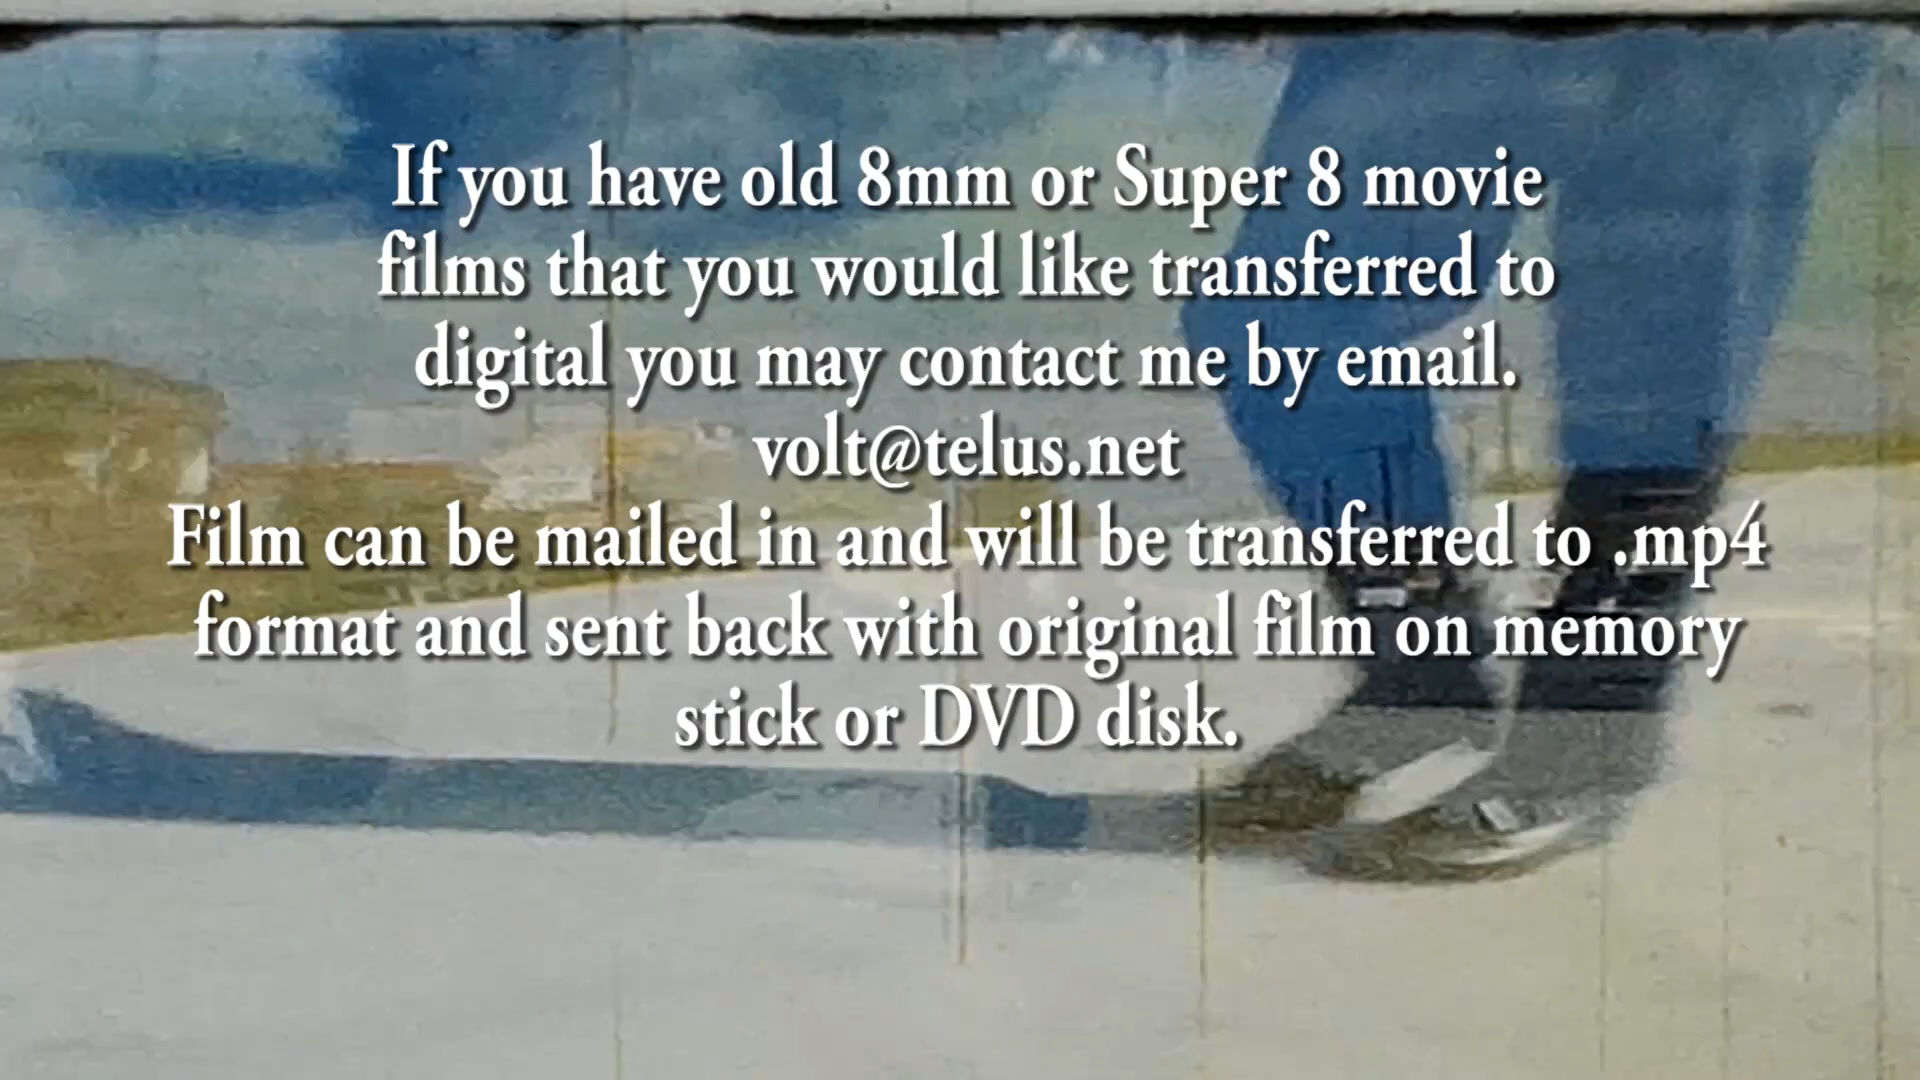 If you have old 8mm or Super 8 movie
films that you would like transferred to
digital you may contact me by email.
volt@telus.net
Film can be mailed in and will be transferred to .mp4
format and sent back with original film on memory
stick or DVD disk.